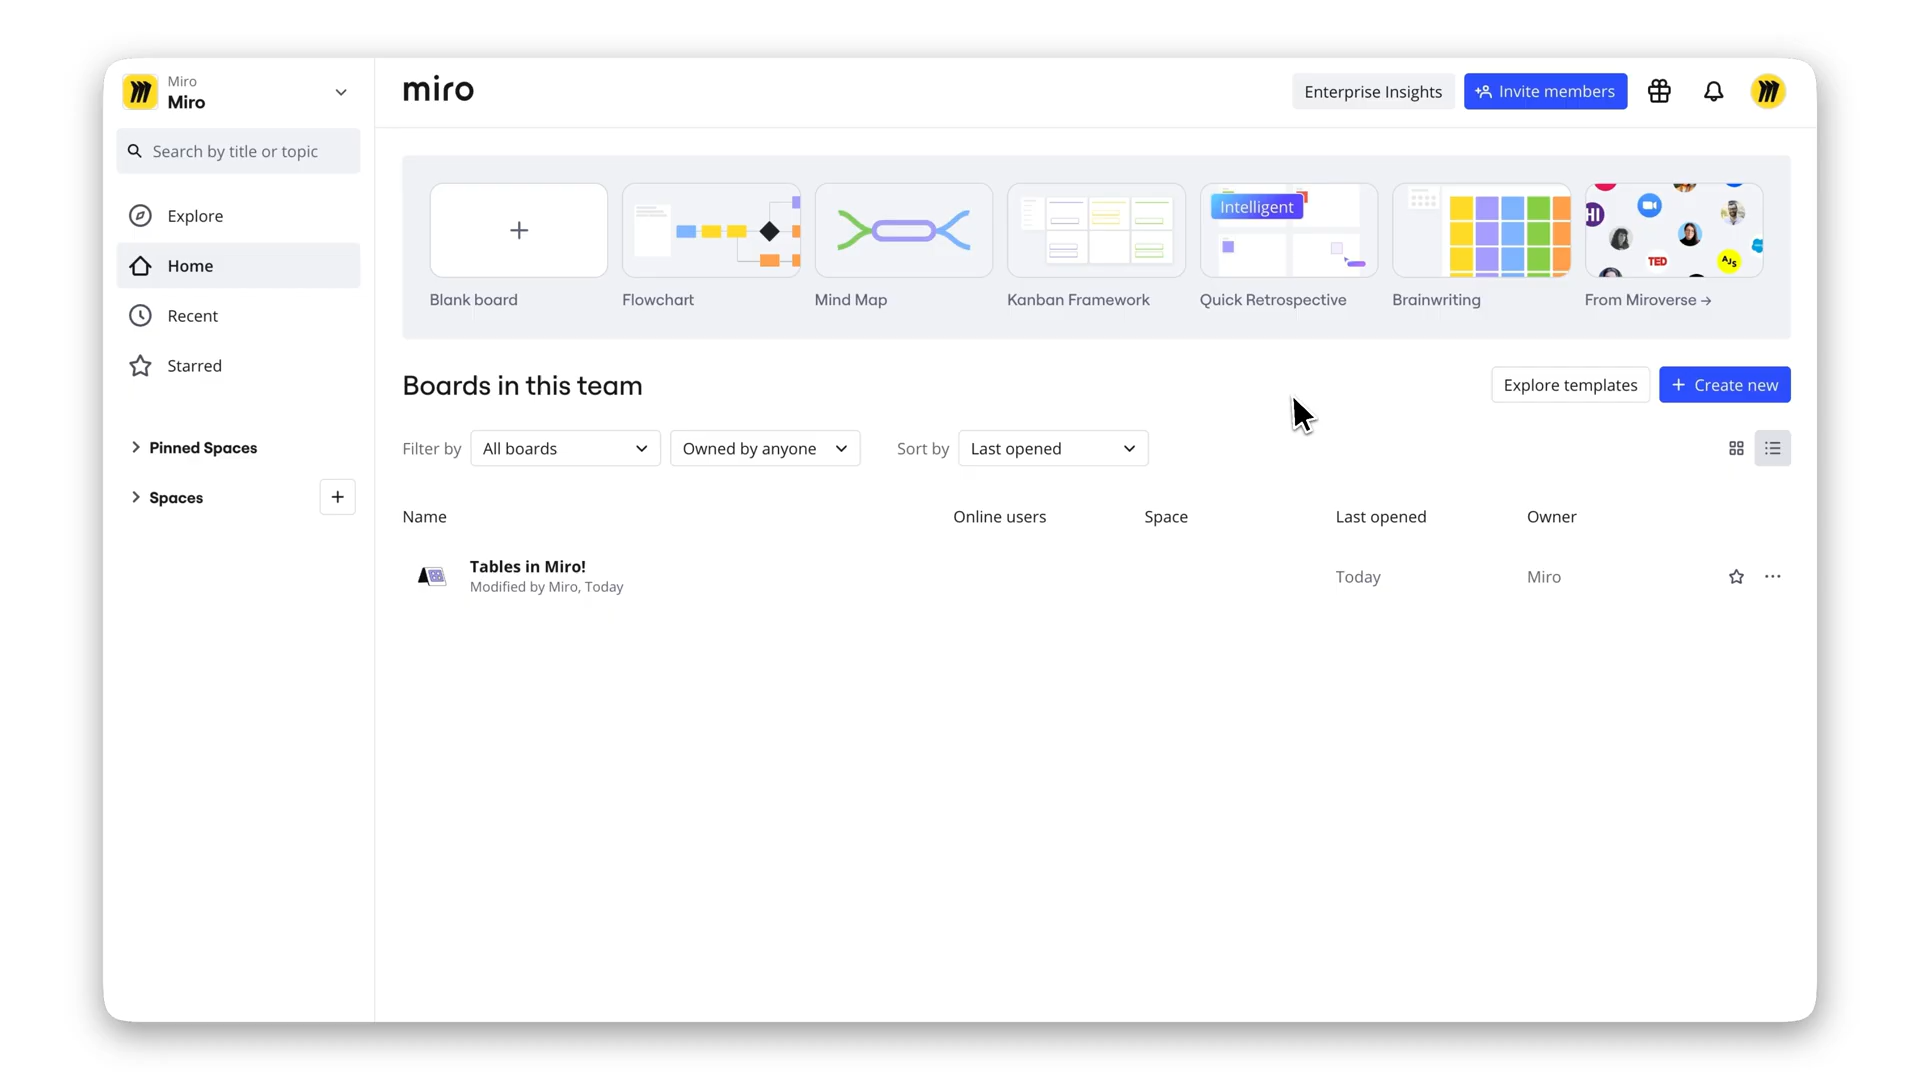 Miro
Miro
Search by title or topic
Explore
Home
Recent
Starred
Pinned Spaces
Spaces
miro
Enterprise Insights
Invite members
Intelligent
HI
TED
AJS
Blank board
Flowchart
Mind Map
Kanban Framework
Quick Retrospective
Brainwriting
From Miroverse →
Boards in this team
Explore templates
+ Create new
Filter by
All boards
Owned by anyone
Sort by
Last opened
Name
Online users
Space
Last opened
Owner
Tables in Miro!
Modified by Miro, Today
Today
Miro